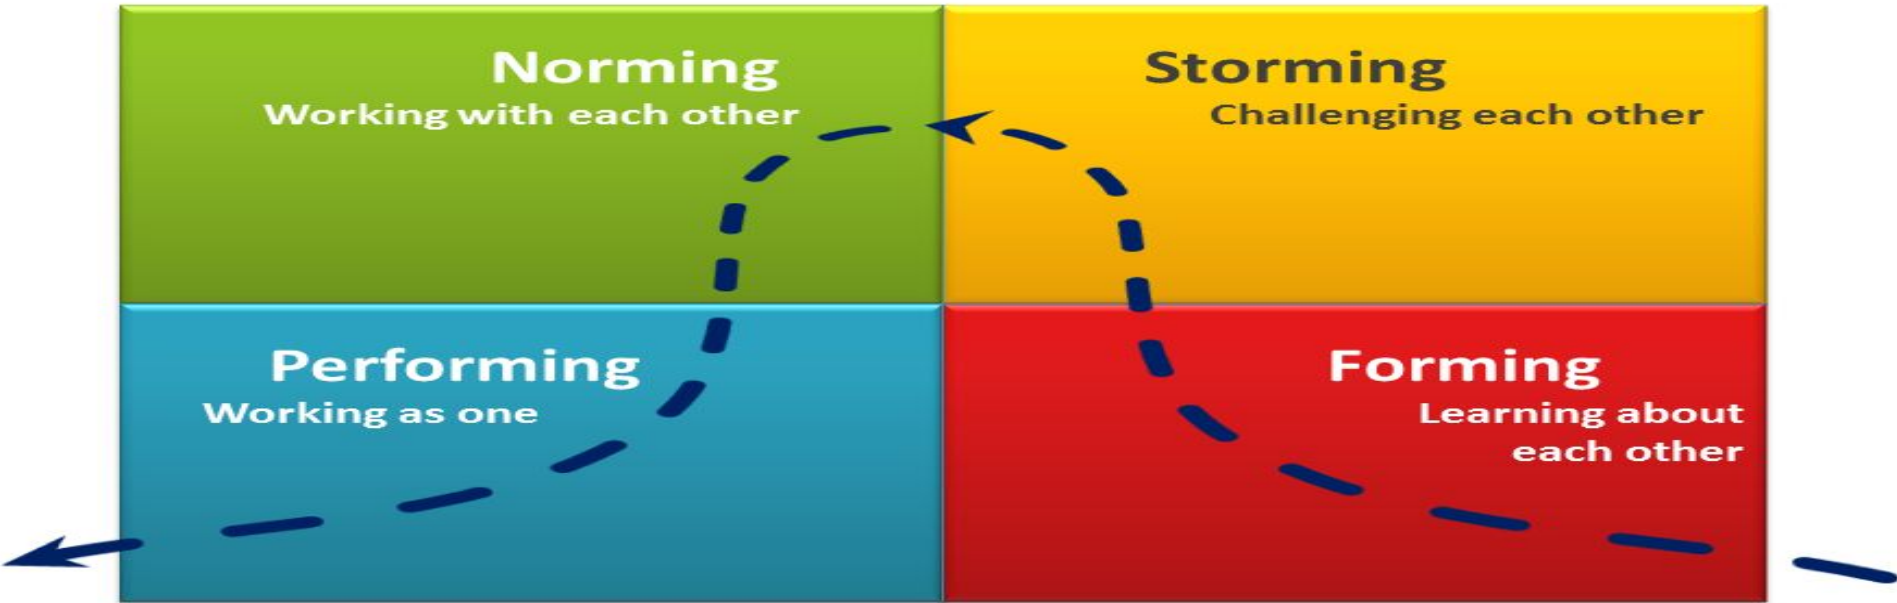 Norming
Working with each other
Storming
Challenging each other
Performing
Working as one
Forming
Learning about
each other